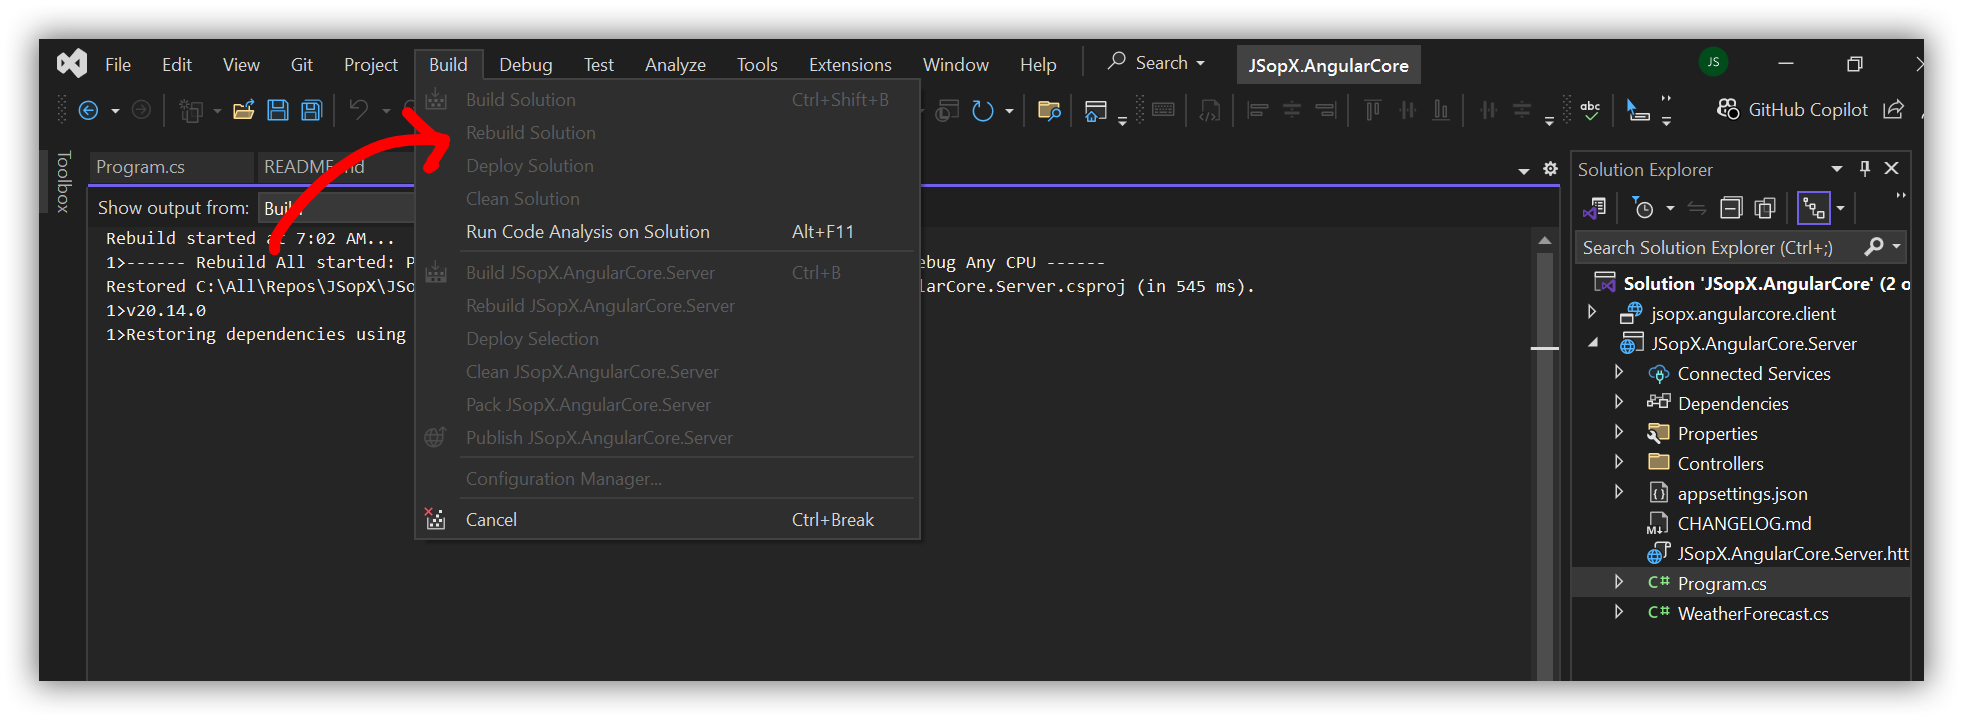 File Edit View Git Project Build Debug Test Analyze Tools Extensions Window Help Search JSopX.AngularCore JS
GitHub Copilot
Build Solution Ctrl+Shift+B
Rebuild Solution
Deploy Solution
Clean Solution
Run Code Analysis on Solution Alt+F11
Build JSopX.AngularCore.Server Ctrl+B
Rebuild JSopX.AngularCore.Server
Deploy Selection
Clean JSopX.AngularCore.Server
Pack JSopX.AngularCore.Server
Publish JSopX.AngularCore.Server
Configuration Manager...
Cancel Ctrl+Break
Toolbox
Program.cs README.md
Show output from: Build
Rebuild started at 7:02 AM...
1>------ Rebuild All started: P ebug Any CPU ------
Restored C:\All\Repos\JSopX\JSo larCore.Server.csproj (in 545 ms).
1>v20.14.0
1>Restoring dependencies using
abc
Solution Explorer
Search Solution Explorer (Ctrl+;)
Solution 'JSopX.AngularCore' (2 o
jsopx.angularcore.client
JSopX.AngularCore.Server
Connected Services
Dependencies
Properties
Controllers
appsettings.json
CHANGELOG.md
JSopX.AngularCore.Server.htt
C# Program.cs
C# WeatherForecast.cs